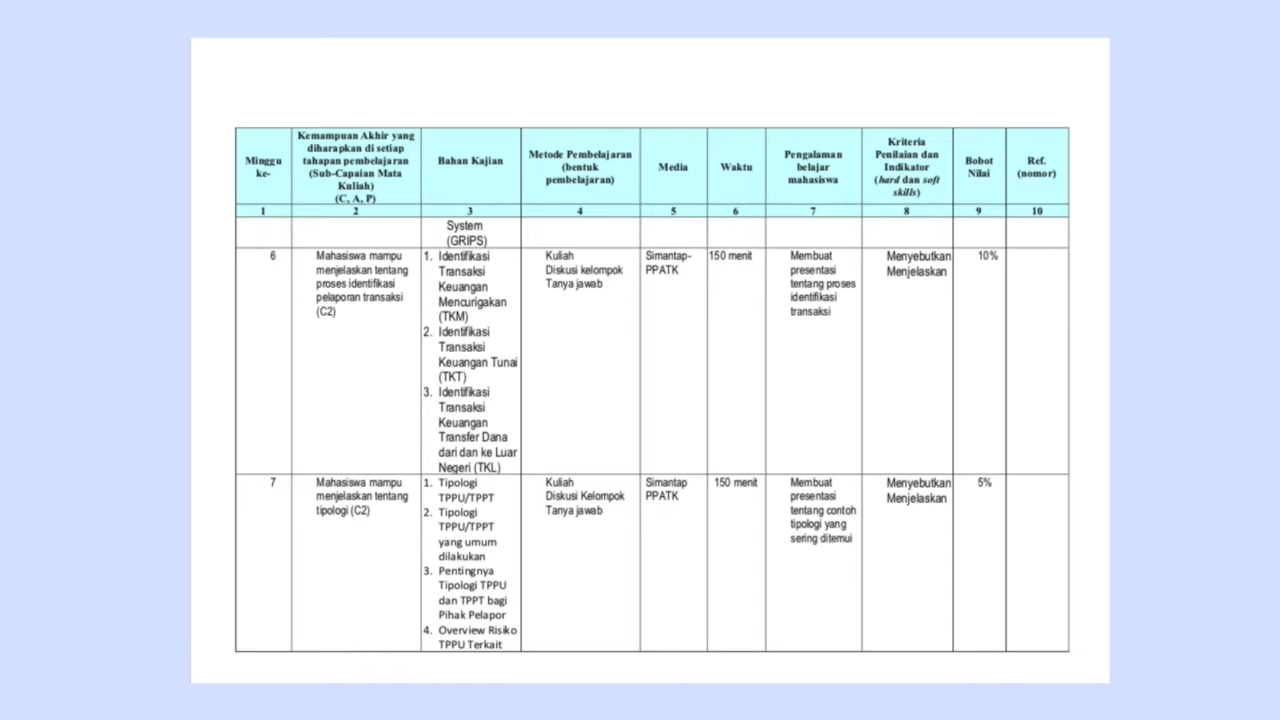 Minggu ke-
Kemampuan Akhir yang diharapkan di setiap tahapan pembelajaran (Sub-Capaian Mata Kuliah) (C, A, P)
Bahan Kajian
Metode Pembelajaran (bentuk pembelajaran)
Media
Waktu
Pengalaman belajar mahasiswa
Kriteria Penilaian dan Indikator (hard dan soft skills)
Bobot Nilai
Ref. (nomor)
1
2
3
4
5
6
7
8
9
10
System
(GRIPS)
6
Mahasiswa mampu
menjelaskan tentang
proses identifikasi
pelaporan transaksi
(C2)
1. Identifikasi
Transaksi
Keuangan
Mencurigakan
(TKM)
2. Identifikasi
Transaksi
Keuangan Tunai
(TKT)
3. Identifikasi
Transaksi
Keuangan
Transfer Dana
dari dan ke Luar
Negeri (TKL)
Kuliah
Diskusi kelompok
Tanya jawab
Simantap-
PPATK
150 menit
Membuat
presentasi
tentang proses
identifikasi
transaksi
Menyebutkan
Menjelaskan
10%
7
Mahasiswa mampu
menjelaskan tentang
tipologi (C2)
1. Tipologi
TPPU/TPPT
2. Tipologi
TPPU/TPPT
yang umum
dilakukan
3. Pentingnya
Tipologi TPPU
dan TPPT bagi
Pihak Pelapor
4. Overview Risiko
TPPU Terkait
Kuliah
Diskusi Kelompok
Tanya jawab
Simantap
PPATK
150 menit
Membuat
presentasi
tentang contoh
tipologi yang
sering ditemui
Menyebutkan
Menjelaskan
5%